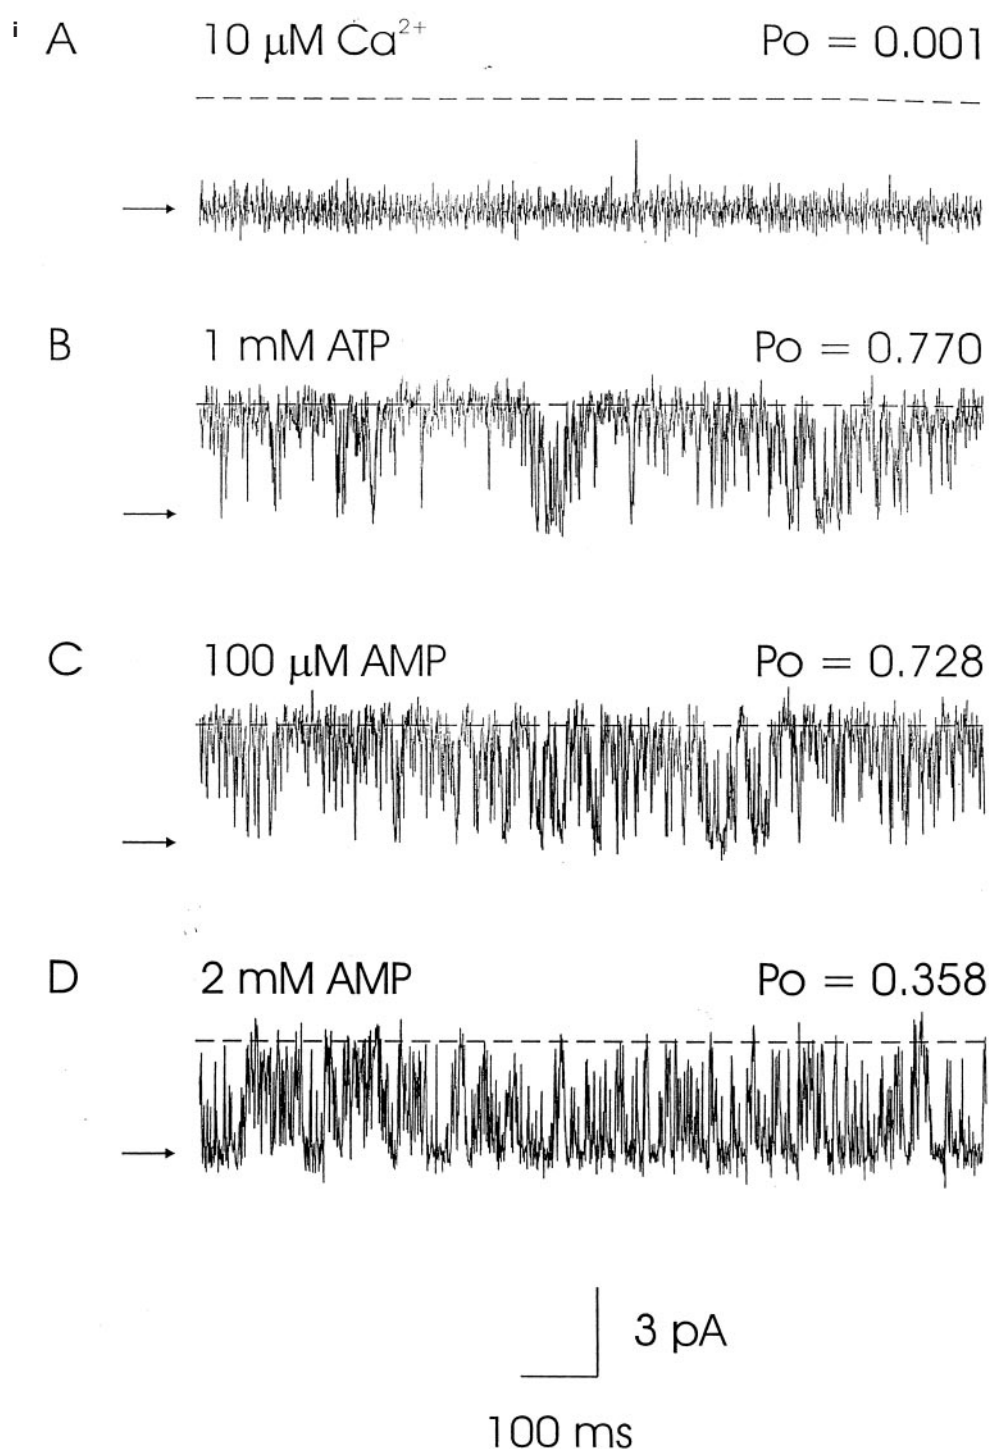 i
A 10 μM Ca²⁺ Po = 0.001
B 1 mM ATP Po = 0.770
C 100 μM AMP Po = 0.728
D 2 mM AMP Po = 0.358
3 pA
100 ms